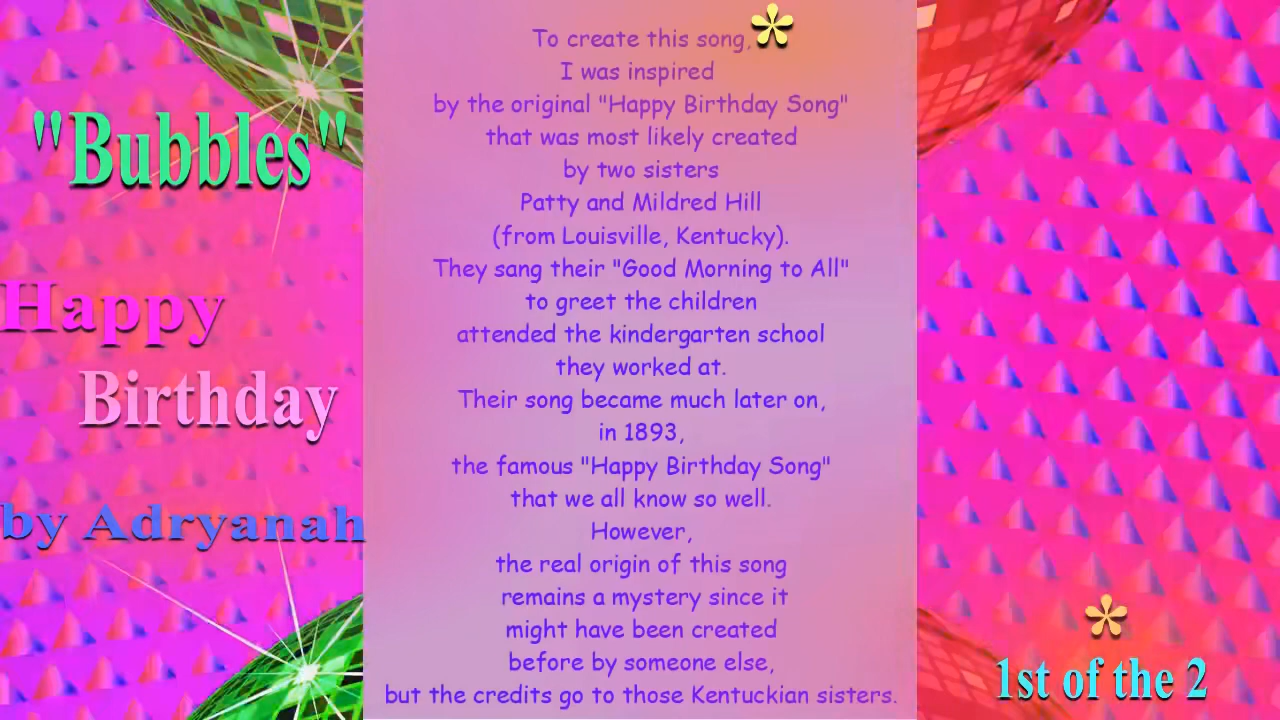 "Bubbles"
Happy
Birthday
by Adryanah
To create this song,*
I was inspired
by the original "Happy Birthday Song"
that was most likely created
by two sisters
Patty and Mildred Hill
(from Louisville, Kentucky).
They sang their "Good Morning to All"
to greet the children
attended the kindergarten school
they worked at.
Their song became much later on,
in 1893,
the famous "Happy Birthday Song"
that we all know so well.
However,
the real origin of this song
remains a mystery since it
might have been created
before by someone else,
but the credits go to those Kentuckian sisters.
*
1st of the 2